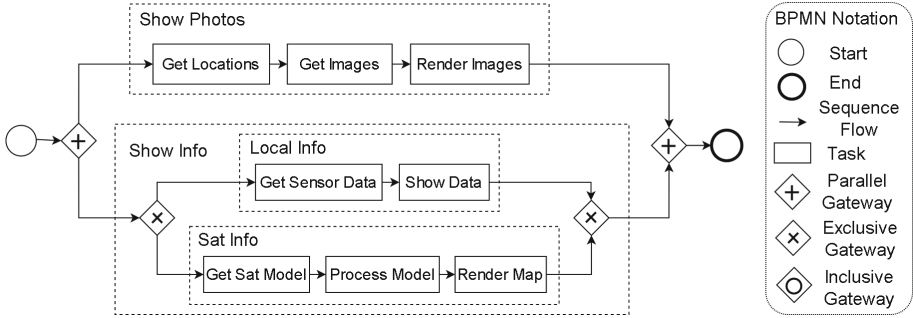 Show Photos
Get Locations
Get Images
Render Images
Show Info
Local Info
Get Sensor Data
Show Data
Sat Info
Get Sat Model
Process Model
Render Map
BPMN Notation
Start
End
Sequence
Flow
Task
Parallel
Gateway
Exclusive
Gateway
Inclusive
Gateway